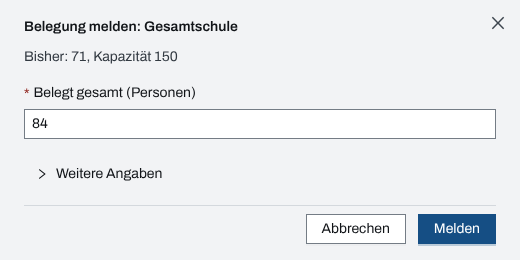 Belegung melden: Gesamtschule
Bisher: 71, Kapazität 150
* Belegt gesamt (Personen)
84
Weitere Angaben
Abbrechen
Melden